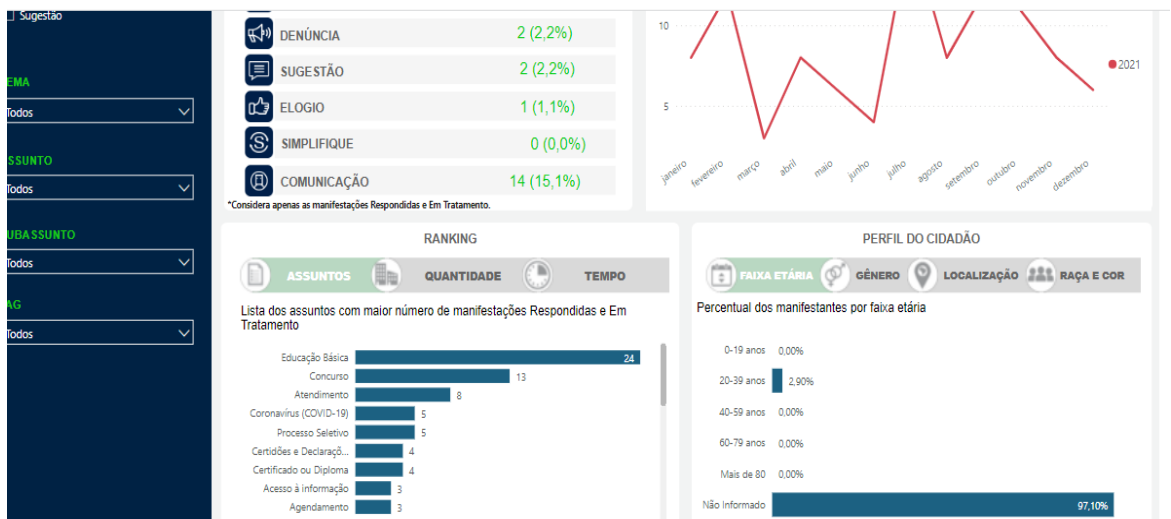 Sugestão
EMA
Todos
SSUNTO
Todos
UBASSUNTO
Todos
AG
Todos
DENÚNCIA 2 (2,2%)
SUGESTÃO 2 (2,2%)
ELOGIO 1 (1,1%)
SIMPLIFIQUE 0 (0,0%)
COMUNICAÇÃO 14 (15,1%)
*Considera apenas as manifestações Respondidas e Em Tratamento.
10
5
2021
janeiro fevereiro março abril maio junho julho agosto setembro outubro novembro dezembro
RANKING
ASSUNTOS QUANTIDADE TEMPO
Lista dos assuntos com maior número de manifestações Respondidas e Em
Tratamento
Educação Básica 24
Concurso 13
Atendimento 8
Coronavírus (COVID-19) 5
Processo Seletivo 5
Certidões e Declaraçõ... 4
Certificado ou Diploma 4
Acesso à informação 3
Agendamento 3
PERFIL DO CIDADÃO
FAIXA ETÁRIA GÊNERO LOCALIZAÇÃO RAÇA E COR
Percentual dos manifestantes por faixa etária
0-19 anos 0,00%
20-39 anos 2,90%
40-59 anos 0,00%
60-79 anos 0,00%
Mais de 80 0,00%
Não Informado 97,10%